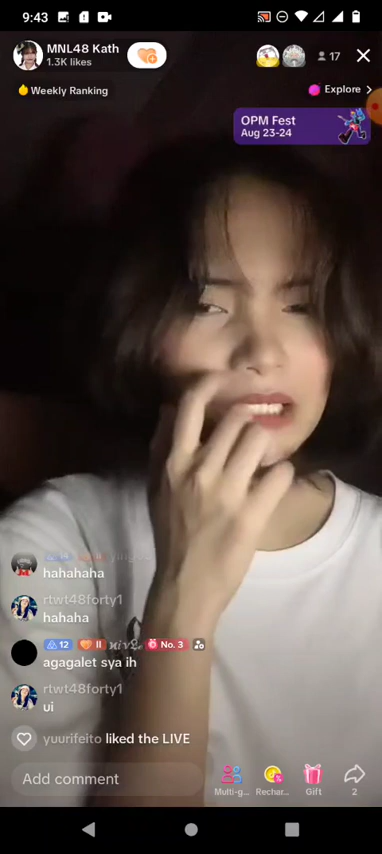 9:43
MNL48 Kath
1.3K likes
17
Weekly Ranking
Explore
OPM Fest
Aug 23-24
hahahaha
rtwt48forty1
hahaha
12
II
No. 3
agagalet sya ih
rtwt48forty1
ui
yuurifeito liked the LIVE
Add comment
Multi-g...
Rechar...
Gift
2